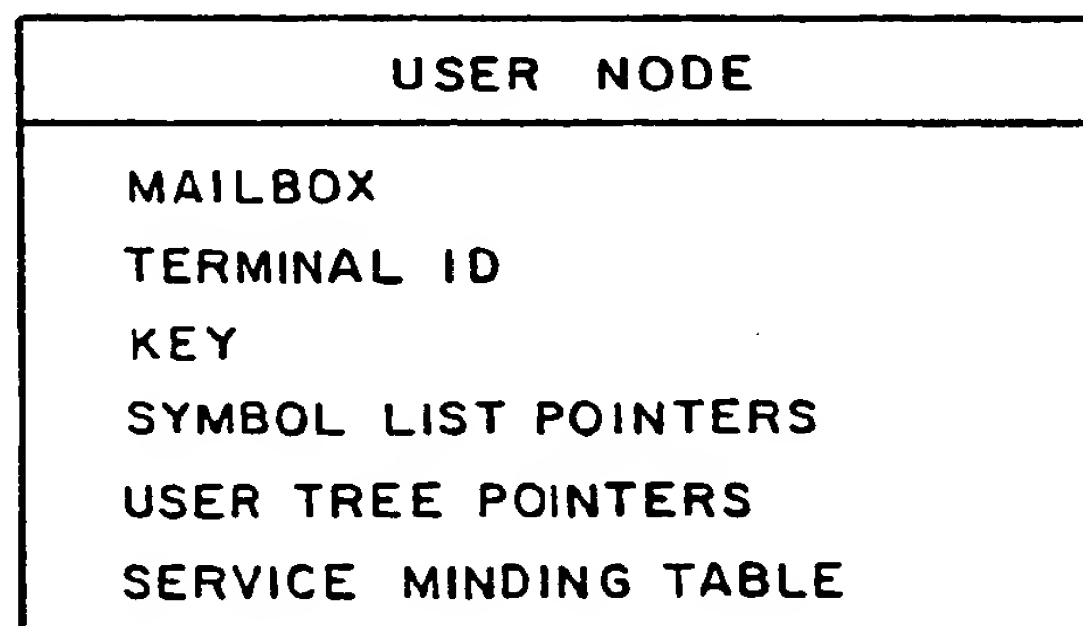 USER NODE
MAILBOX
TERMINAL ID
KEY
SYMBOL LIST POINTERS
USER TREE POINTERS
SERVICE MINDING TABLE